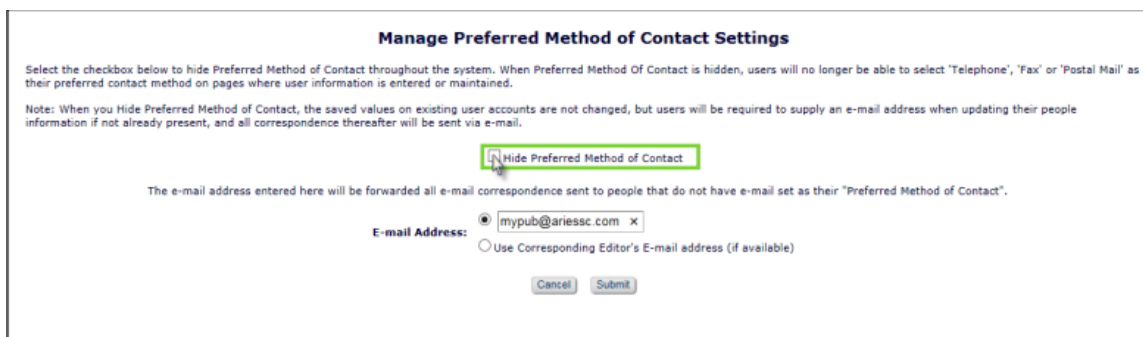 Manage Preferred Method of Contact Settings
Select the checkbox below to hide Preferred Method of Contact throughout the system. When Preferred Method Of Contact is hidden, users will no longer be able to select 'Telephone', 'Fax' or 'Postal Mail' as
their preferred contact method on pages where user information is entered or maintained.
Note: When you Hide Preferred Method of Contact, the saved values on existing user accounts are not changed, but users will be required to supply an e-mail address when updating their people
information if not already present, and all correspondence thereafter will be sent via e-mail.
Hide Preferred Method of Contact
The e-mail address entered here will be forwarded all e-mail correspondence sent to people that do not have e-mail set as their "Preferred Method of Contact".
E-mail Address: mypub@ariessc.com ×
Use Corresponding Editor's E-mail address (if available)
Cancel Submit